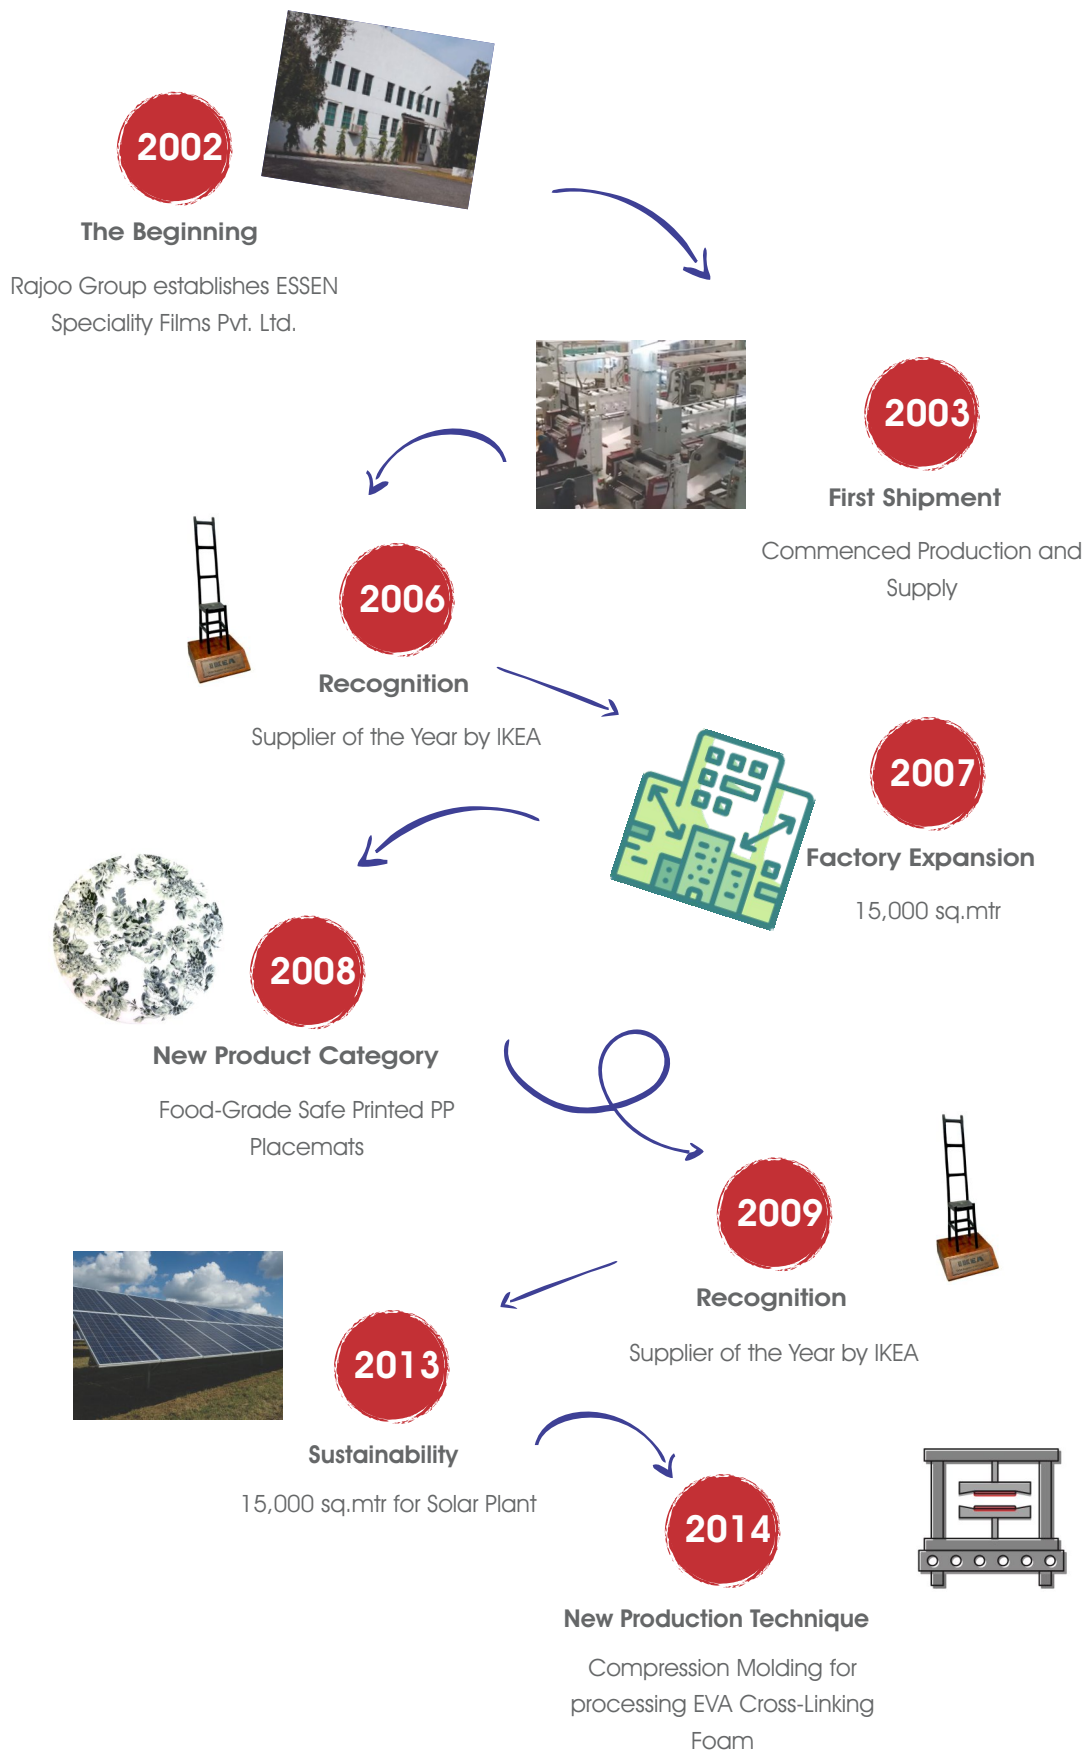 2002
The Beginning
Rajoo Group establishes ESSEN
Speciality Films Pvt. Ltd.
2003
First Shipment
Commenced Production and
Supply
2006
Recognition
Supplier of the Year by IKEA
2007
Factory Expansion
15,000 sq.mtr
2008
New Product Category
Food-Grade Safe Printed PP
Placemats
2009
Recognition
Supplier of the Year by IKEA
2013
Sustainability
15,000 sq.mtr for Solar Plant
2014
New Production Technique
Compression Molding for
processing EVA Cross-Linking
Foam